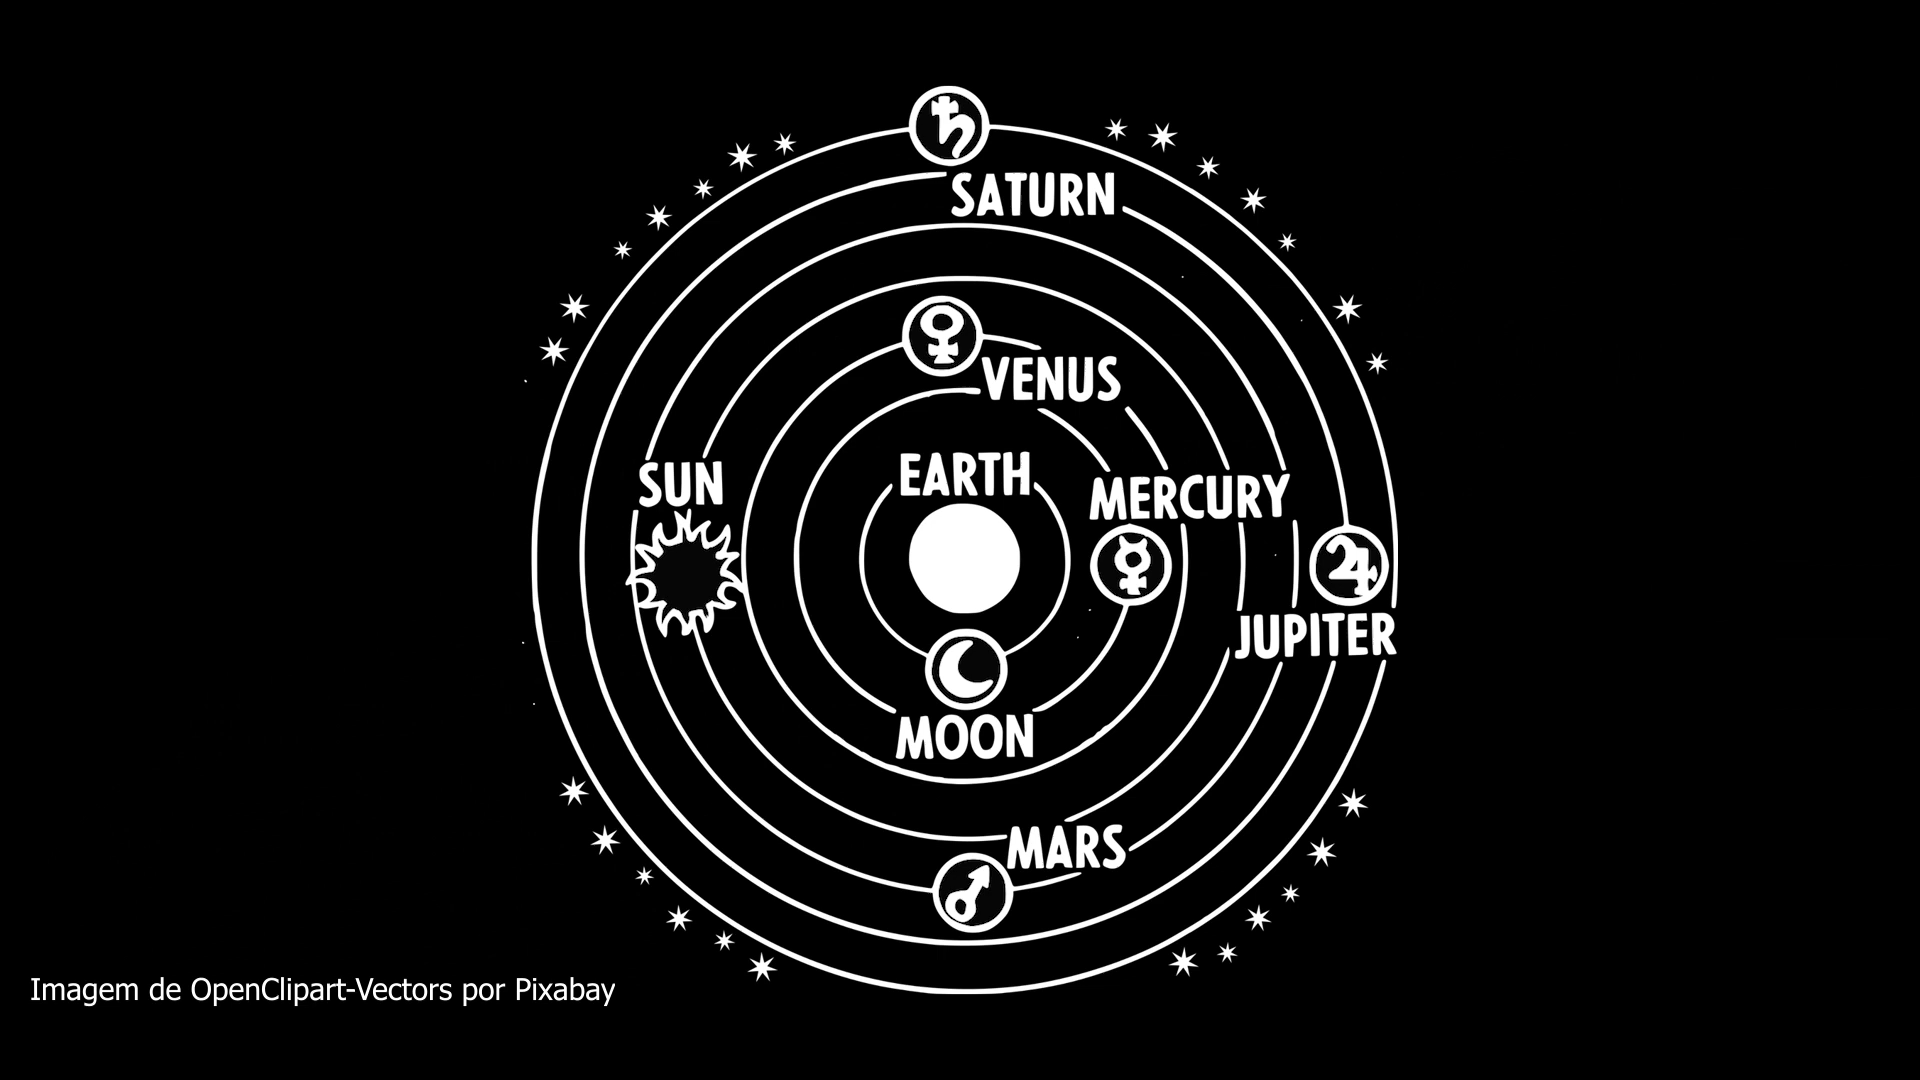 SATURN
VENUS
EARTH
SUN
MERCURY
JUPITER
MOON
MARS
Imagem de OpenClipart-Vectors por Pixabay